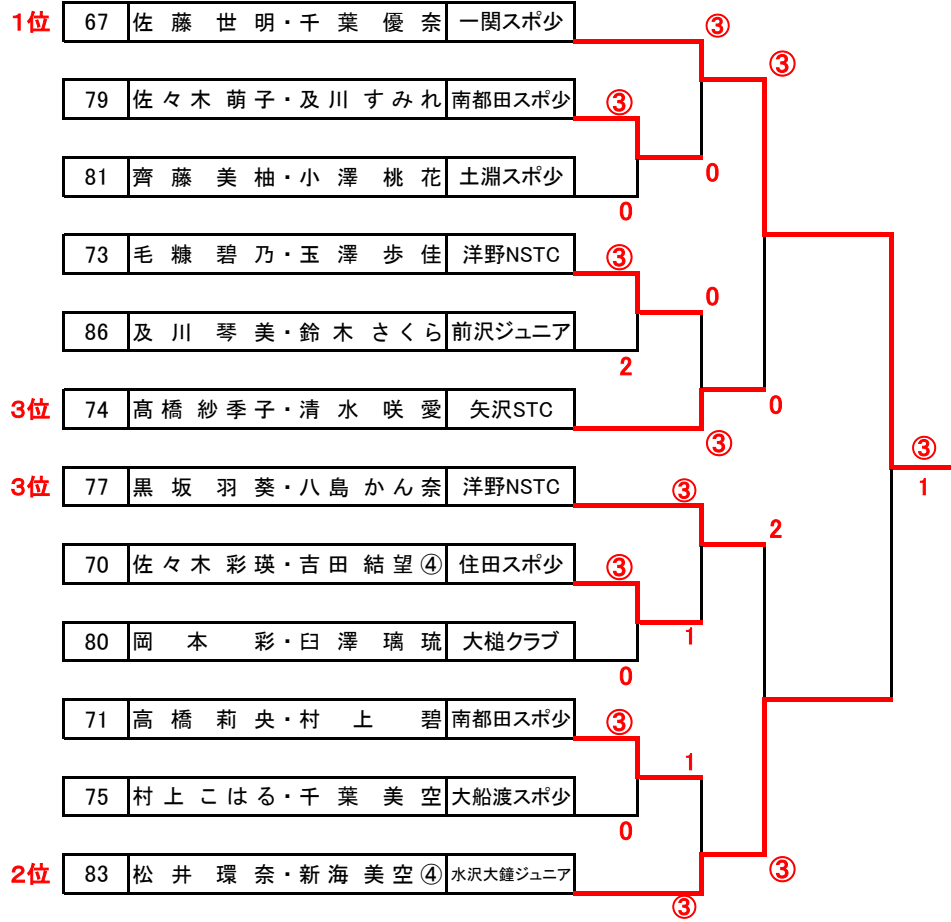 1位 67 佐藤世明・千葉優奈 一関スポ少
③
③
79 佐々木萌子・及川すみれ 南都田スポ少 ③
0
81 齊藤美柚・小澤桃花 土淵スポ少
0
73 毛糠碧乃・玉澤歩佳 洋野NSTC ③
0
86 及川琴美・鈴木さくら 前沢ジュニア
2
3位 74 髙橋紗季子・清水咲愛 矢沢STC
0
③
③
1
3位 77 黒坂羽葵・八島かん奈 洋野NSTC ③
2
70 佐々木彩瑛・吉田結望④ 住田スポ少 ③
80 岡本彩・臼澤璃琉 大槌クラブ
1
0
71 高橋莉央・村上碧 南都田スポ少 ③
1
75 村上こはる・千葉美空 大船渡スポ少
0
2位 83 松井環奈・新海美空④ 水沢大鐘ジュニア
③
③